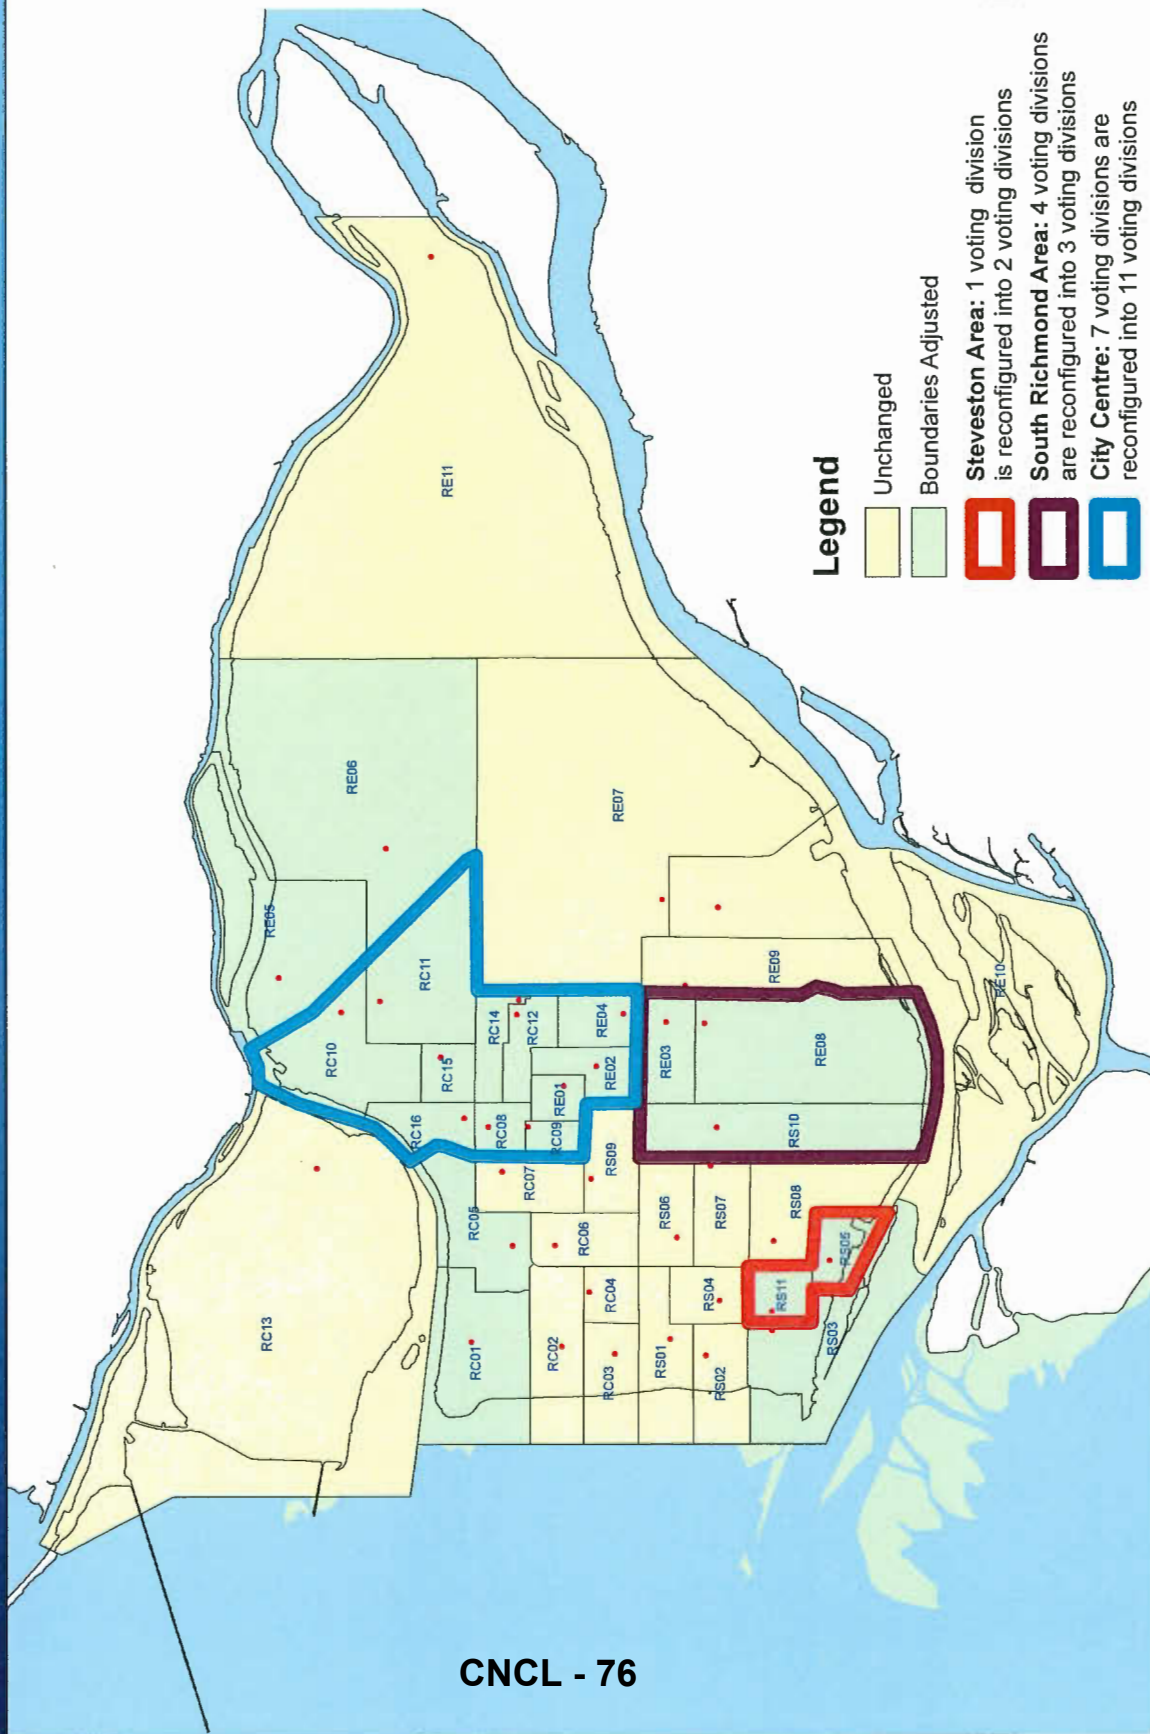 RE11
RE06
RE05
RE07
RC11
RC10
RC14
RC12
RC15
RE04
RE02
RE01
RC16
RC08
RC09
RE03
RE08
RE09
RE10
RS10
RC13
RC05
RC07
RS09
RC06
RS06
RS07
RS08
RC01
RC02
RC04
RC03
RS01
RS04
RS02
RS11
RS05
RS03
Legend
Unchanged
Boundaries Adjusted
Steveston Area: 1 voting division
is reconfigured into 2 voting divisions
South Richmond Area: 4 voting divisions
are reconfigured into 3 voting divisions
City Centre: 7 voting divisions are
reconfigured into 11 voting divisions
CNCL - 76